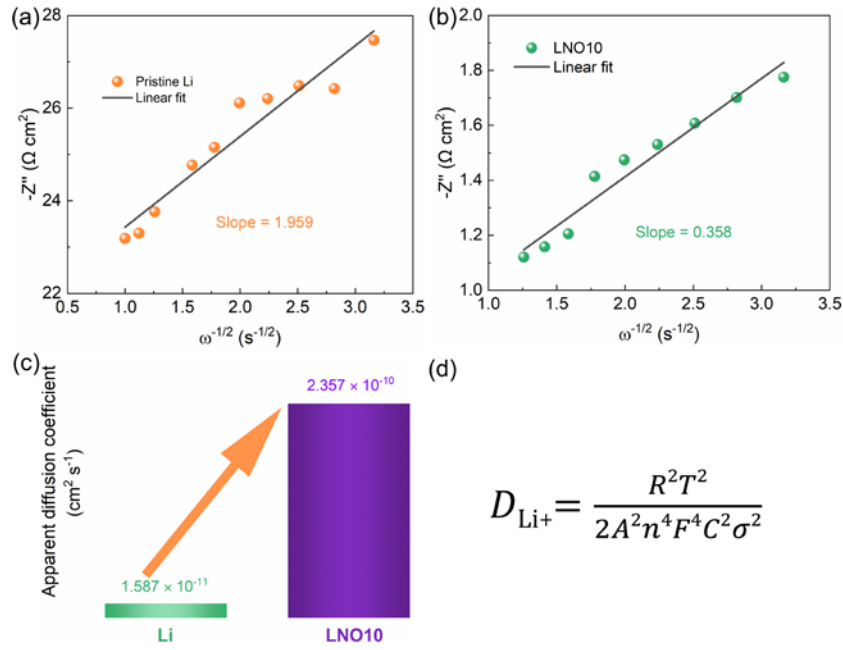 (a)
28
26
24
22
-Z'' (Ω cm²)
Pristine Li
Linear fit
Slope = 1.959
0.5 1.0 1.5 2.0 2.5 3.0 3.5
ω⁻¹/² (s⁻¹/²)
(b)
2.0
1.8
1.6
1.4
1.2
1.0
-Z'' (Ω cm²)
LNO10
Linear fit
Slope = 0.358
1.0 1.5 2.0 2.5 3.0 3.5
ω⁻¹/² (s⁻¹/²)
(c)
Apparent diffusion coefficient
(cm² s⁻¹)
2.357 × 10⁻¹⁰
1.587 × 10⁻¹¹
Li LNO10
(d)
D_Li+ = R²T² / 2A²n⁴F⁴C²σ²